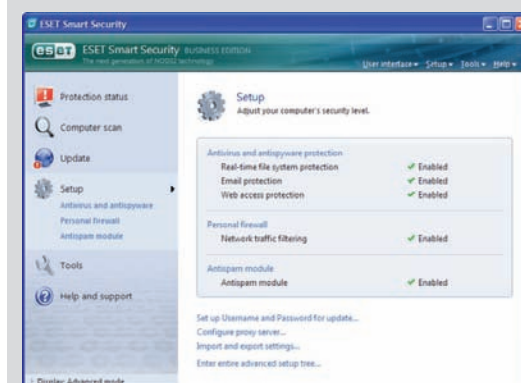 ESET Smart Security
eset ESET Smart Security BUSINESS EDITION
The next generation of NOD32 technology
User interface Setup Tools Help
Protection status
Computer scan
Update
Setup
Antivirus and antispyware
Personal firewall
Antispam module
Tools
Help and support
Display: Advanced mode
Setup
Adjust your computer's security level.
Antivirus and antispyware protection
Real-time file system protection Enabled
Email protection Enabled
Web access protection Enabled
Personal firewall
Network traffic filtering Enabled
Antispam module
Antispam module Enabled
Set up Username and Password for update...
Configure proxy server...
Import and export settings...
Enter entire advanced setup tree...